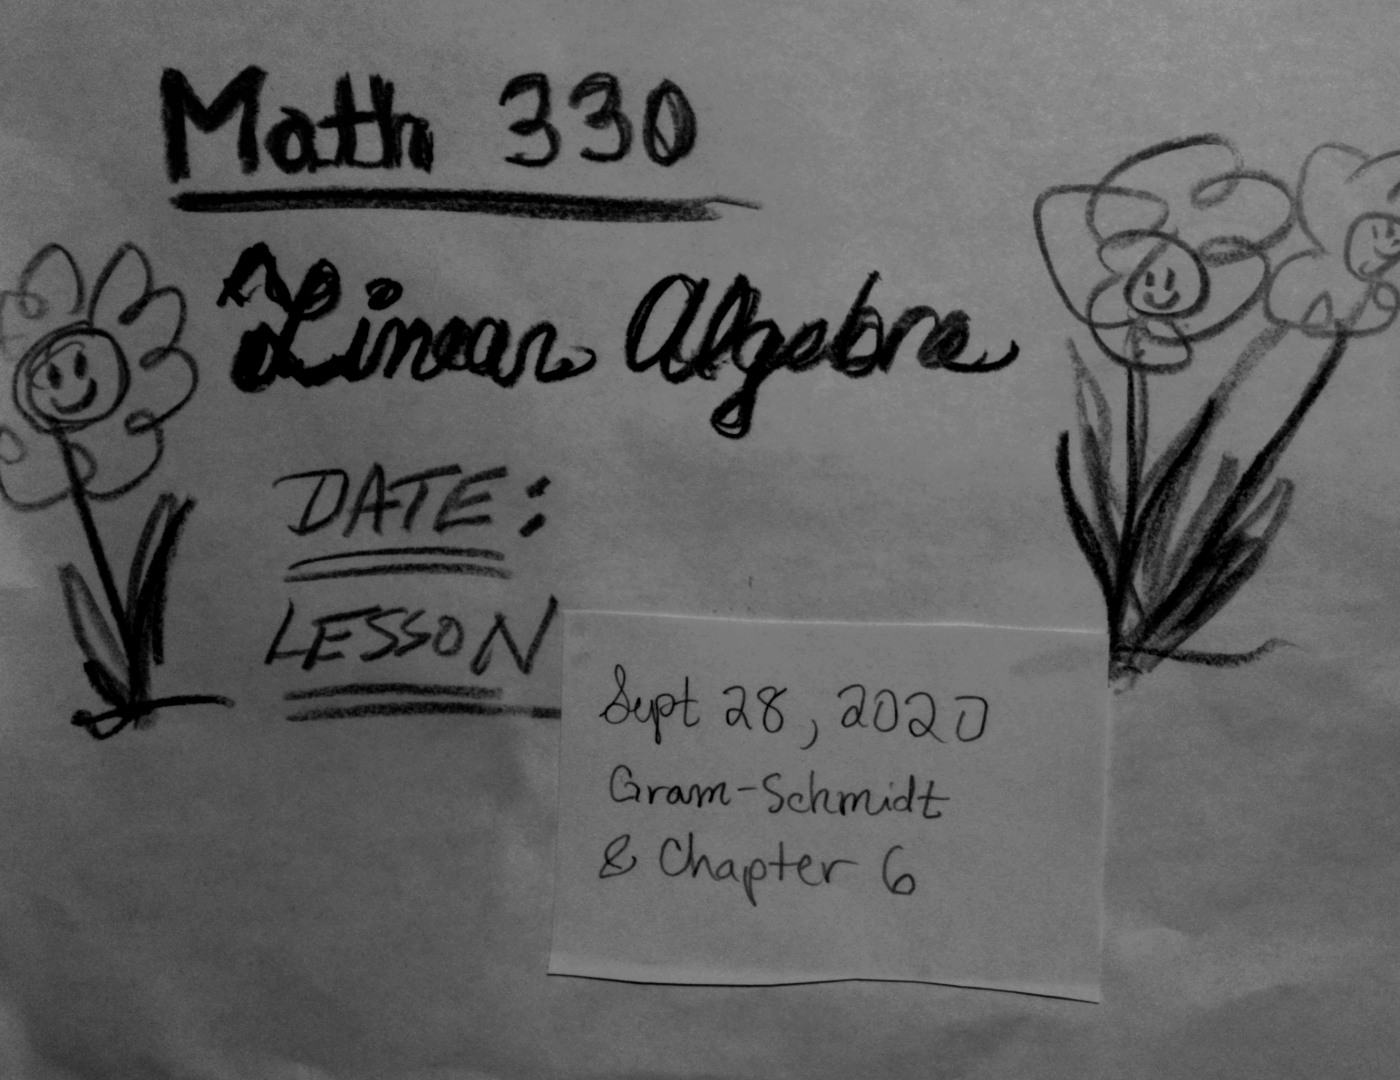 Math 330
Linear Algebra
DATE:
LESSON
Sept 28, 2020
Gram-Schmidt
& Chapter 6